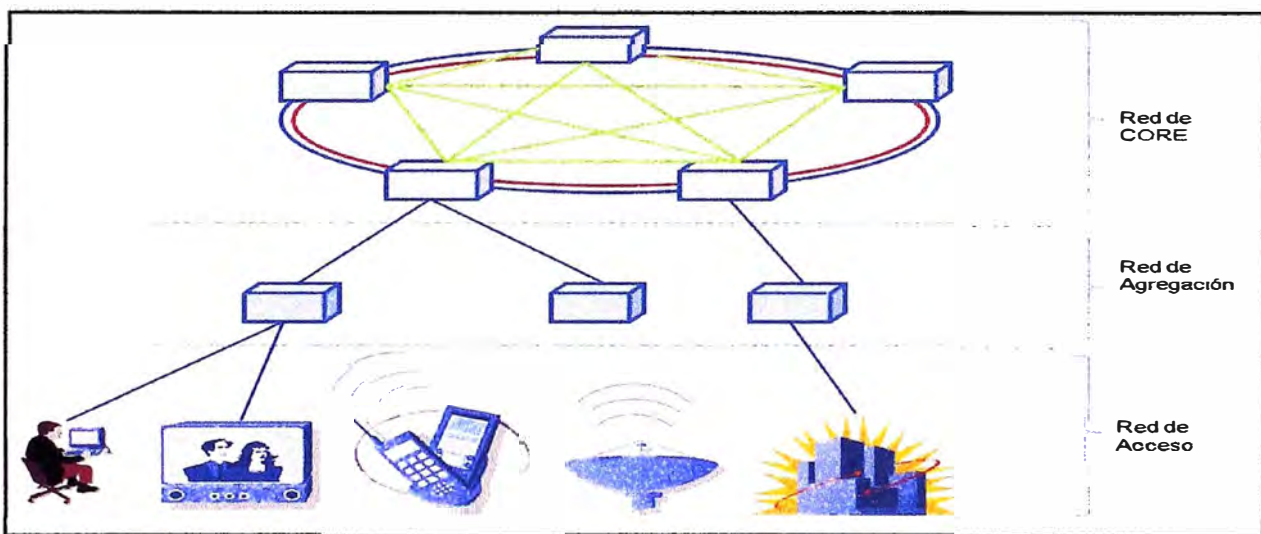 Red de
CORE
Red de
Agregación
Red de
Acceso